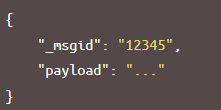 {
    "_msgid": "12345",
    "payload": "..."
}